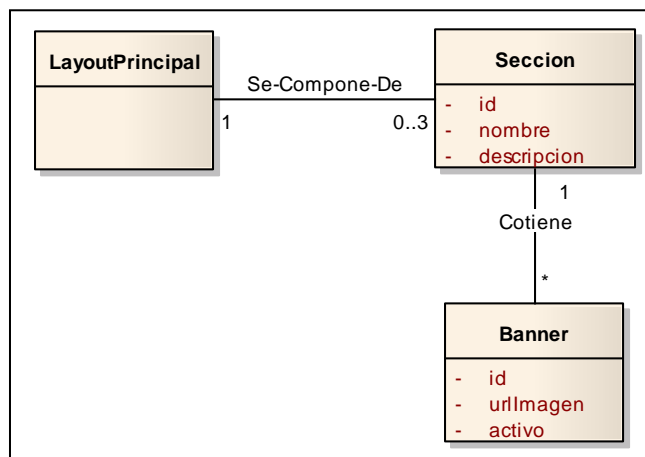 LayoutPrincipal
Se-Compone-De
1
0..3
Seccion
- id
- nombre
- descripcion
1
Cotiene
*
Banner
- id
- urlImagen
- activo